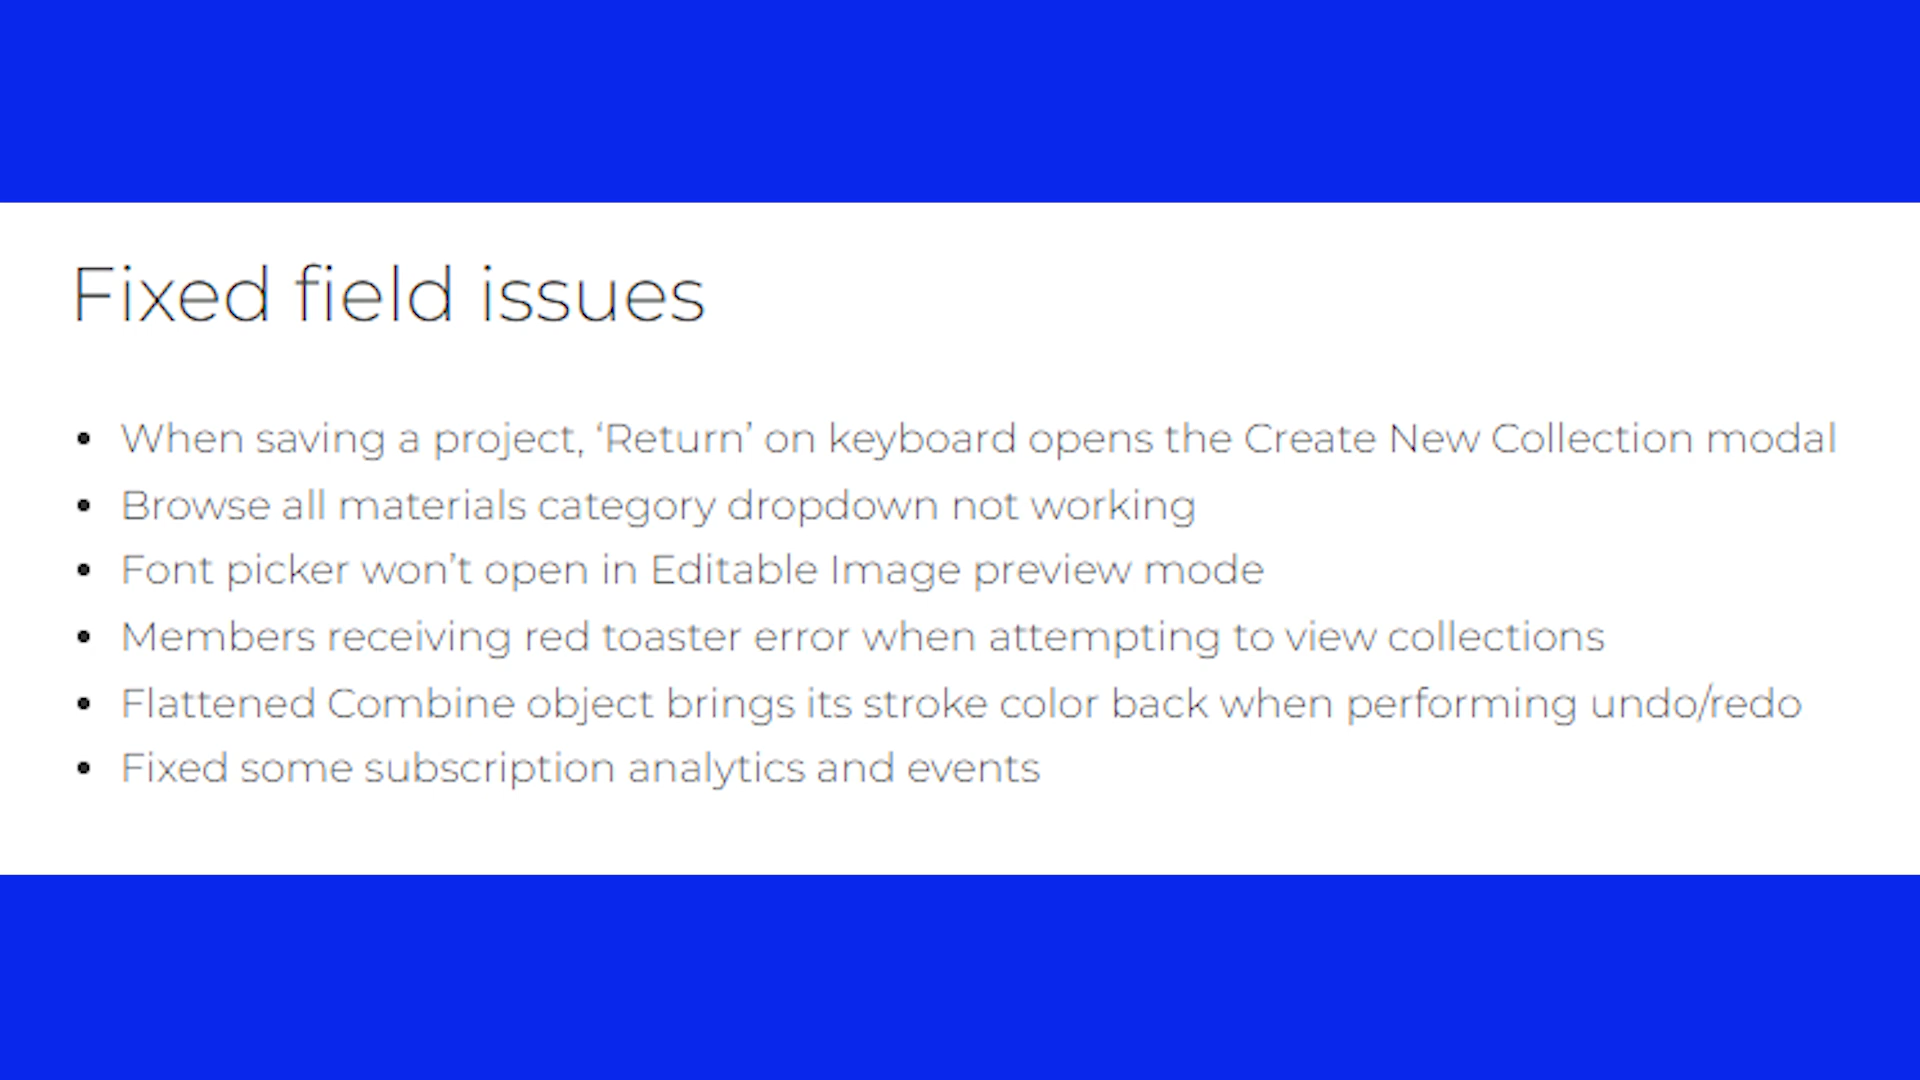 Fixed field issues
• When saving a project, ‘Return’ on keyboard opens the Create New Collection modal
• Browse all materials category dropdown not working
• Font picker won’t open in Editable Image preview mode
• Members receiving red toaster error when attempting to view collections
• Flattened Combine object brings its stroke color back when performing undo/redo
• Fixed some subscription analytics and events